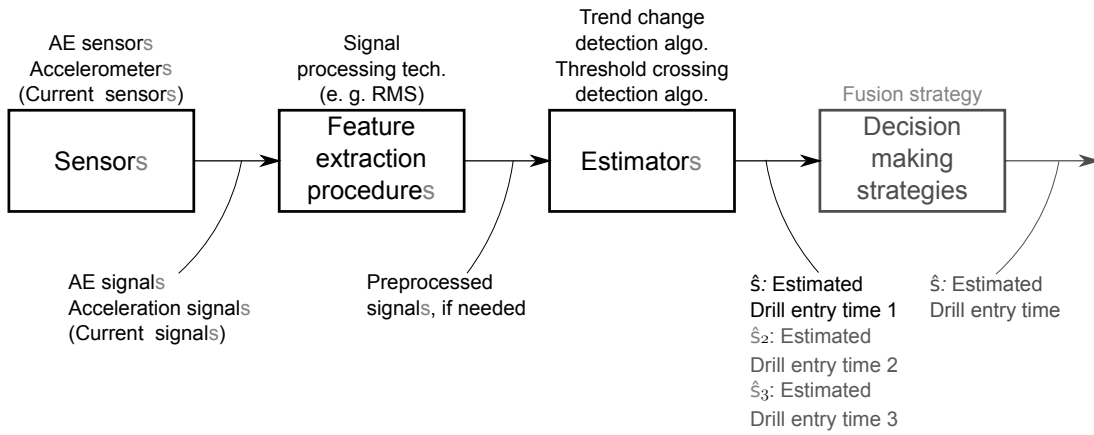 AE sensors
Accelerometers
(Current sensors)
Sensors
AE signals
Acceleration signals
(Current signals)
Signal
processing tech.
(e. g. RMS)
Feature
extraction
procedures
Preprocessed
signals, if needed
Trend change
detection algo.
Threshold crossing
detection algo.
Estimators
ŝ: Estimated
Drill entry time 1
ŝ₂: Estimated
Drill entry time 2
ŝ₃: Estimated
Drill entry time 3
Fusion strategy
Decision
making
strategies
ŝ: Estimated
Drill entry time